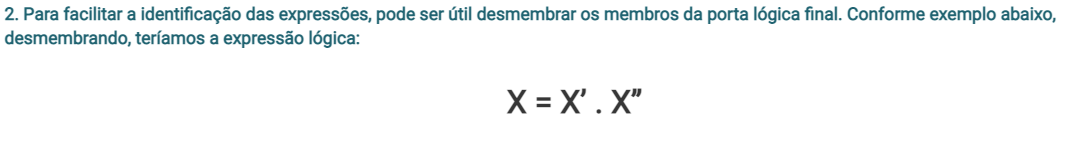 2. Para facilitar a identificação das expressões, pode ser útil desmembrar os membros da porta lógica final. Conforme exemplo abaixo,
desmembrando, teríamos a expressão lógica:
X = X' . X"